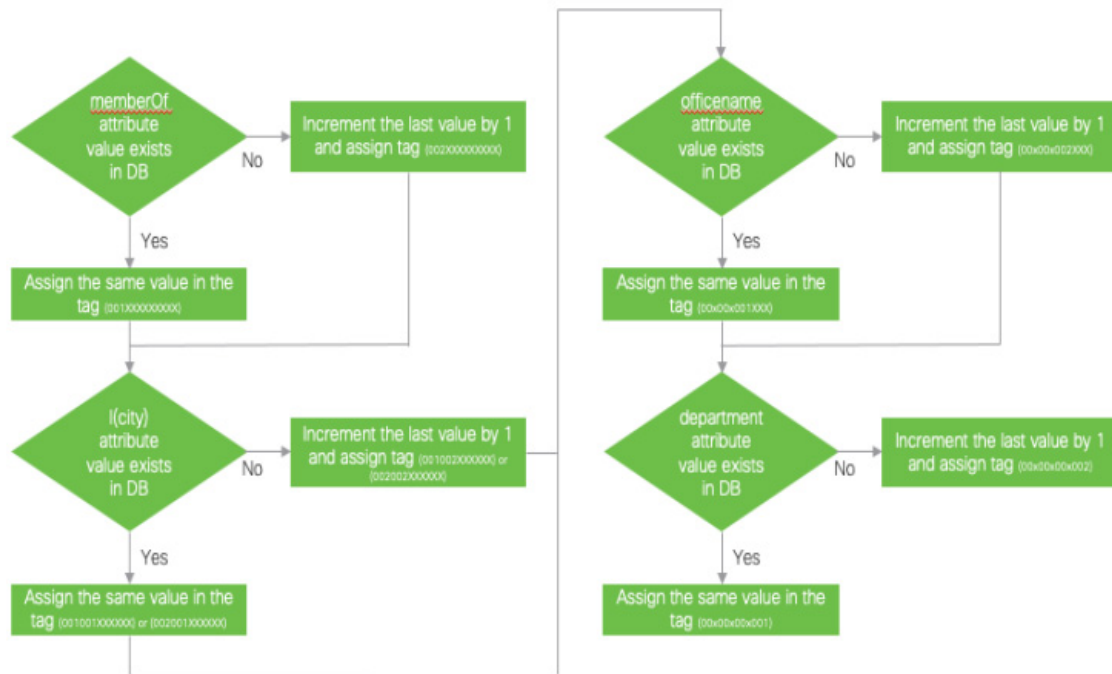 memberOf
attribute
value exists
in DB
No
Increment the last value by 1
and assign tag (002XXXXXXXXX)
Yes
Assign the same value in the
tag (001XXXXXXXXX)
l(city)
attribute
value exists
in DB
No
Increment the last value by 1
and assign tag (001002XXXXXX) or
(002002XXXXXX)
Yes
Assign the same value in the
tag (001001XXXXXX) or (002001XXXXXX)
officename
attribute
value exists
in DB
No
Increment the last value by 1
and assign tag (00x00x002XXX)
Yes
Assign the same value in the
tag (00x00x001XXX)
department
attribute
value exists
in DB
No
Increment the last value by 1
and assign tag (00x00x00x002)
Yes
Assign the same value in the
tag (00x00x00x001)